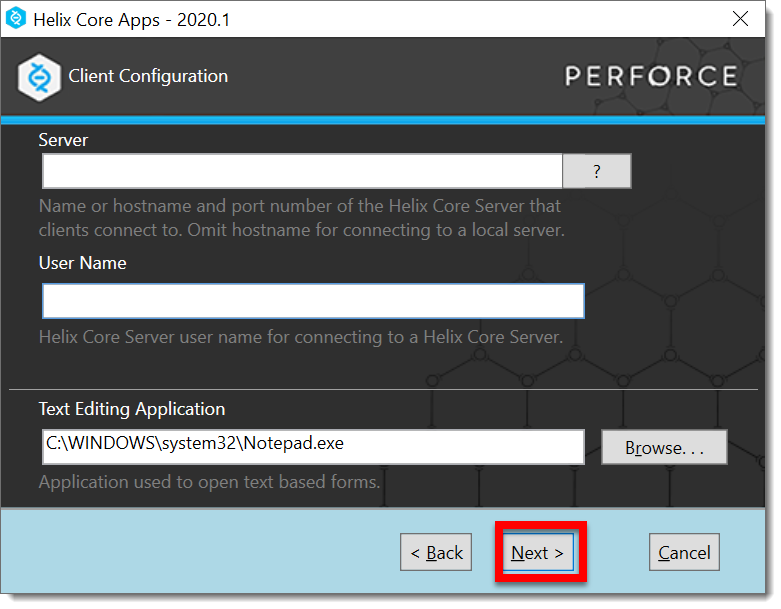 Helix Core Apps - 2020.1
Client Configuration
PERFORCE
Server
?
Name or hostname and port number of the Helix Core Server that
clients connect to. Omit hostname for connecting to a local server.
User Name
Helix Core Server user name for connecting to a Helix Core Server.
Text Editing Application
C:\WINDOWS\system32\Notepad.exe
Browse. . .
Application used to open text based forms.
< Back
Next >
Cancel